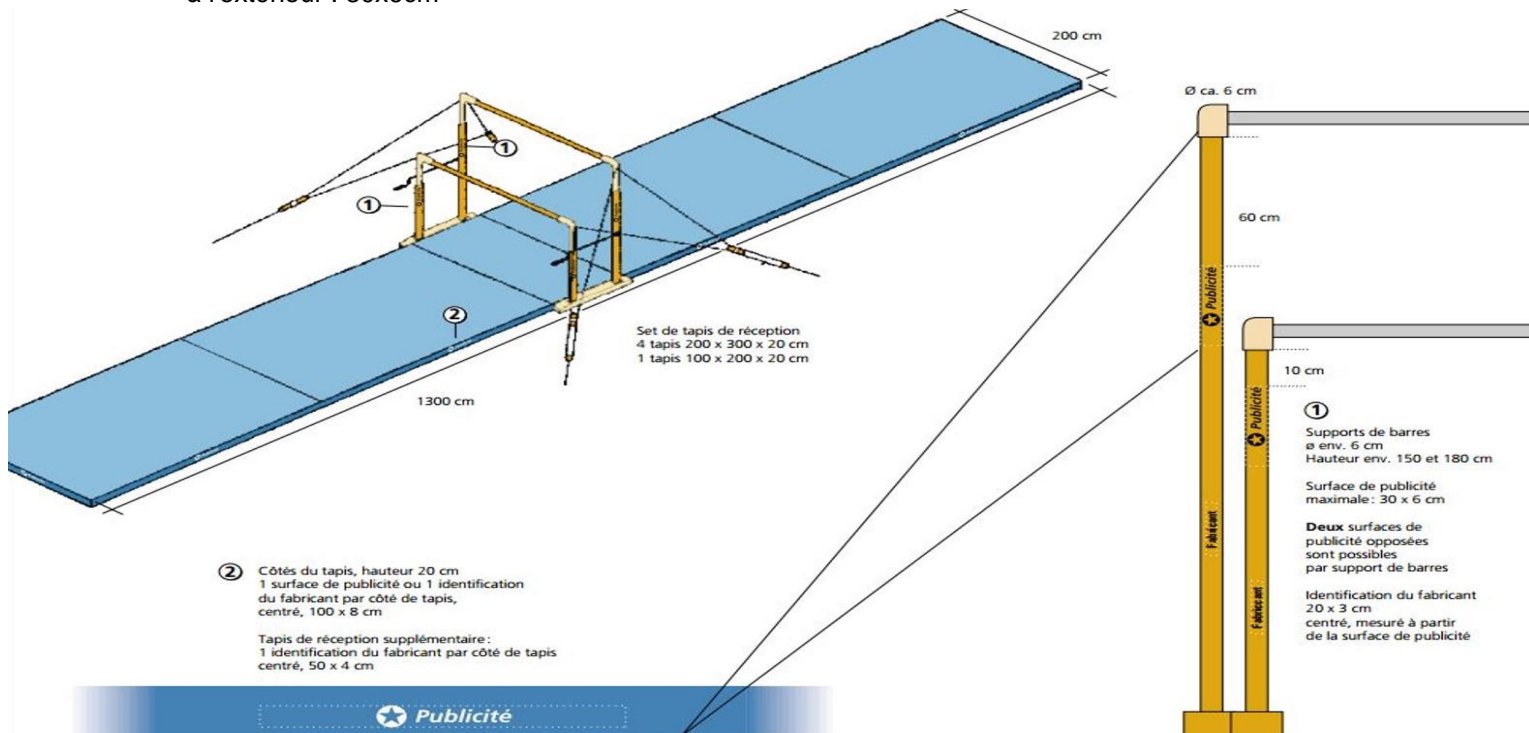 200 cm
Ø ca. 6 cm
①
①
60 cm
②
Set de tapis de réception
4 tapis 200 x 300 x 20 cm
1 tapis 100 x 200 x 20 cm
1300 cm
Publicité
10 cm
Publicité
①
Supports de barres
ø env. 6 cm
Hauteur env. 150 et 180 cm
Surface de publicité
maximale: 30 x 6 cm
Deux surfaces de
publicité opposées
sont possibles
par support de barres
Identification du fabricant
20 x 3 cm
centré, mesuré à partir
de la surface de publicité
Fabricant
② Côtés du tapis, hauteur 20 cm
1 surface de publicité ou 1 identification
du fabricant par côté de tapis,
centré, 100 x 8 cm
Tapis de réception supplémentaire:
1 identification du fabricant par côté de tapis
centré, 50 x 4 cm
Publicité